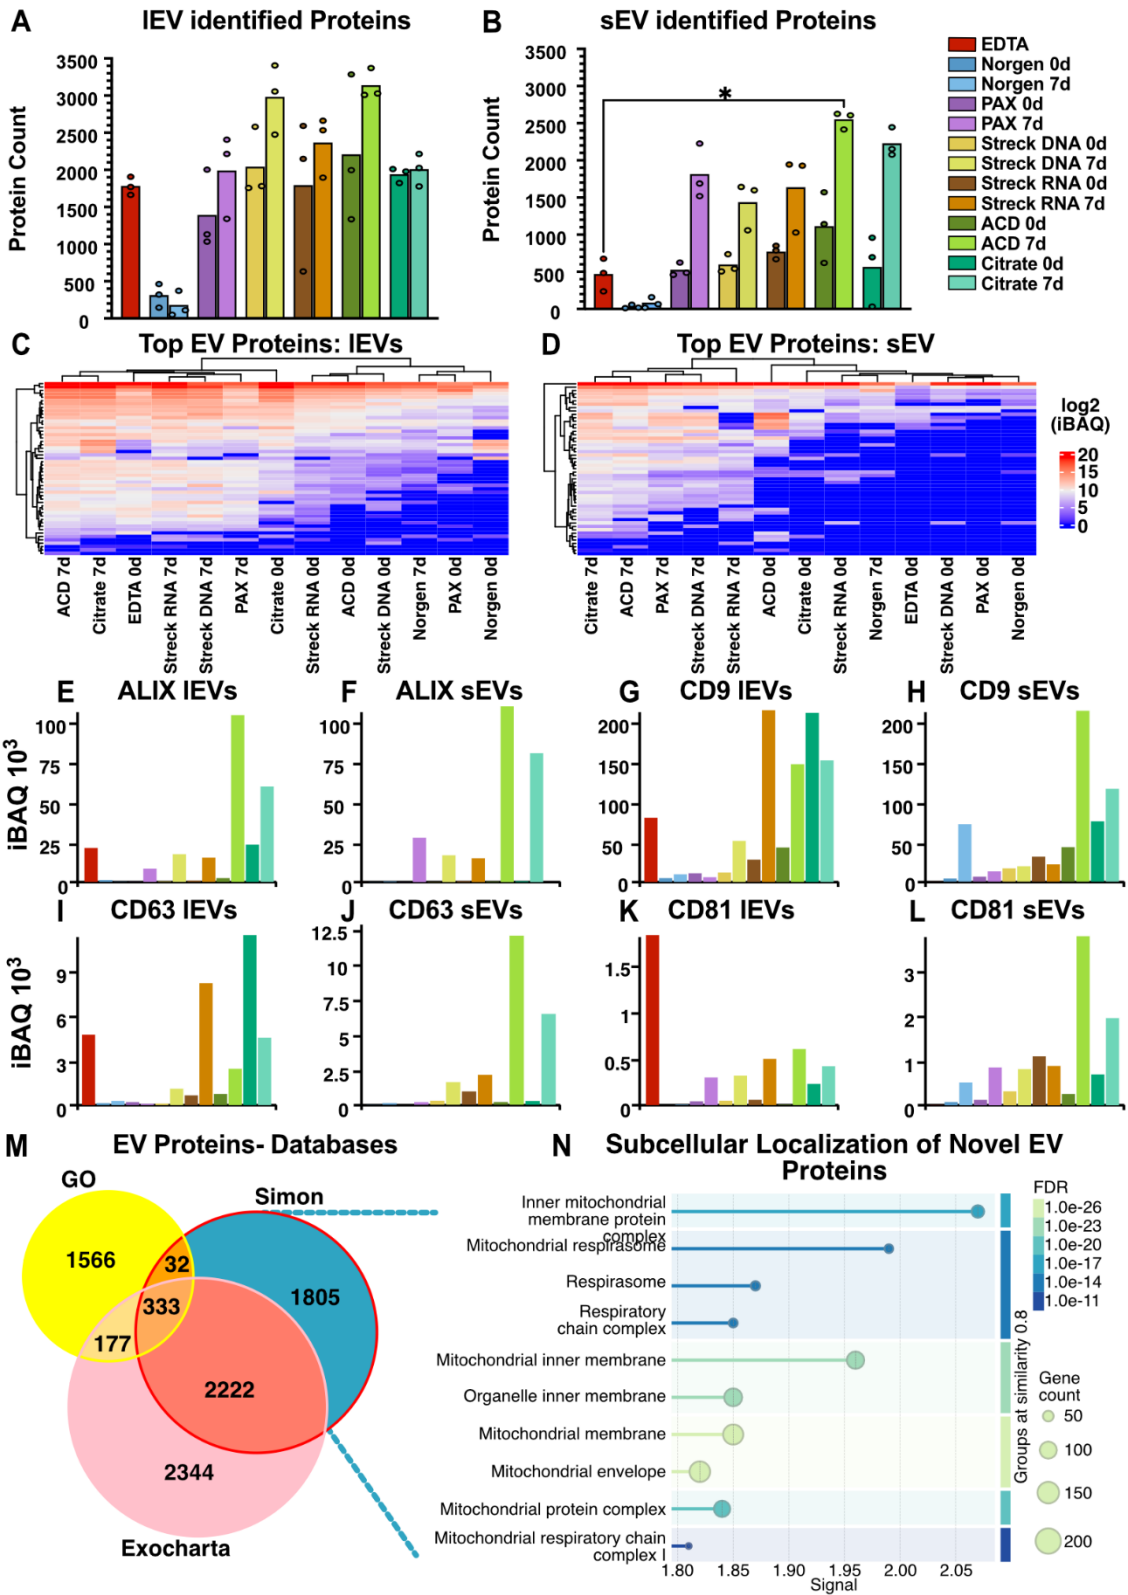 A
lEV identified Proteins
B
sEV identified Proteins
Protein Count
3500
3000
2500
2000
1500
1000
500
0
Protein Count
3500
3000
2500
2000
1500
1000
500
0
*
EDTA
Norgen 0d
Norgen 7d
PAX 0d
PAX 7d
Streck DNA 0d
Streck DNA 7d
Streck RNA 0d
Streck RNA 7d
ACD 0d
ACD 7d
Citrate 0d
Citrate 7d
C
Top EV Proteins: lEVs
ACD 7d
Citrate 7d
EDTA 0d
Streck RNA 7d
Streck DNA 7d
PAX 7d
Citrate 0d
Streck RNA 0d
ACD 0d
Streck DNA 0d
Norgen 7d
PAX 0d
Norgen 0d
D
Top EV Proteins: sEV
Citrate 7d
ACD 7d
PAX 7d
Streck DNA 7d
Streck RNA 7d
ACD 0d
Citrate 0d
Streck RNA 0d
Norgen 7d
EDTA 0d
Streck DNA 0d
PAX 0d
Norgen 0d
log2
(iBAQ)
20
15
10
5
0
E
ALIX lEVs
iBAQ 10³
100
75
50
25
0
F
ALIX sEVs
100
75
50
25
0
G
CD9 lEVs
200
150
100
50
0
H
CD9 sEVs
200
150
100
50
0
I
CD63 lEVs
iBAQ 10³
9
6
3
0
J
CD63 sEVs
12.5
10
7.5
5
2.5
0
K
CD81 lEVs
1.5
1
0.5
0
L
CD81 sEVs
3
2
1
0
M
EV Proteins- Databases
GO
Simon
1566
32
333
177
1805
2222
2344
Exocharta
N
Subcellular Localization of Novel EV
Proteins
Inner mitochondrial
membrane protein
complex
Mitochondrial respirasome
Respirasome
Respiratory
chain complex
Mitochondrial inner membrane
Organelle inner membrane
Mitochondrial membrane
Mitochondrial envelope
Mitochondrial protein complex
Mitochondrial respiratory chain
complex I
1.80
1.85
1.90
1.95
2.00
2.05
Signal
Groups at similarity 0.8
FDR
1.0e-26
1.0e-23
1.0e-20
1.0e-17
1.0e-14
1.0e-11
Gene
count
50
100
150
200